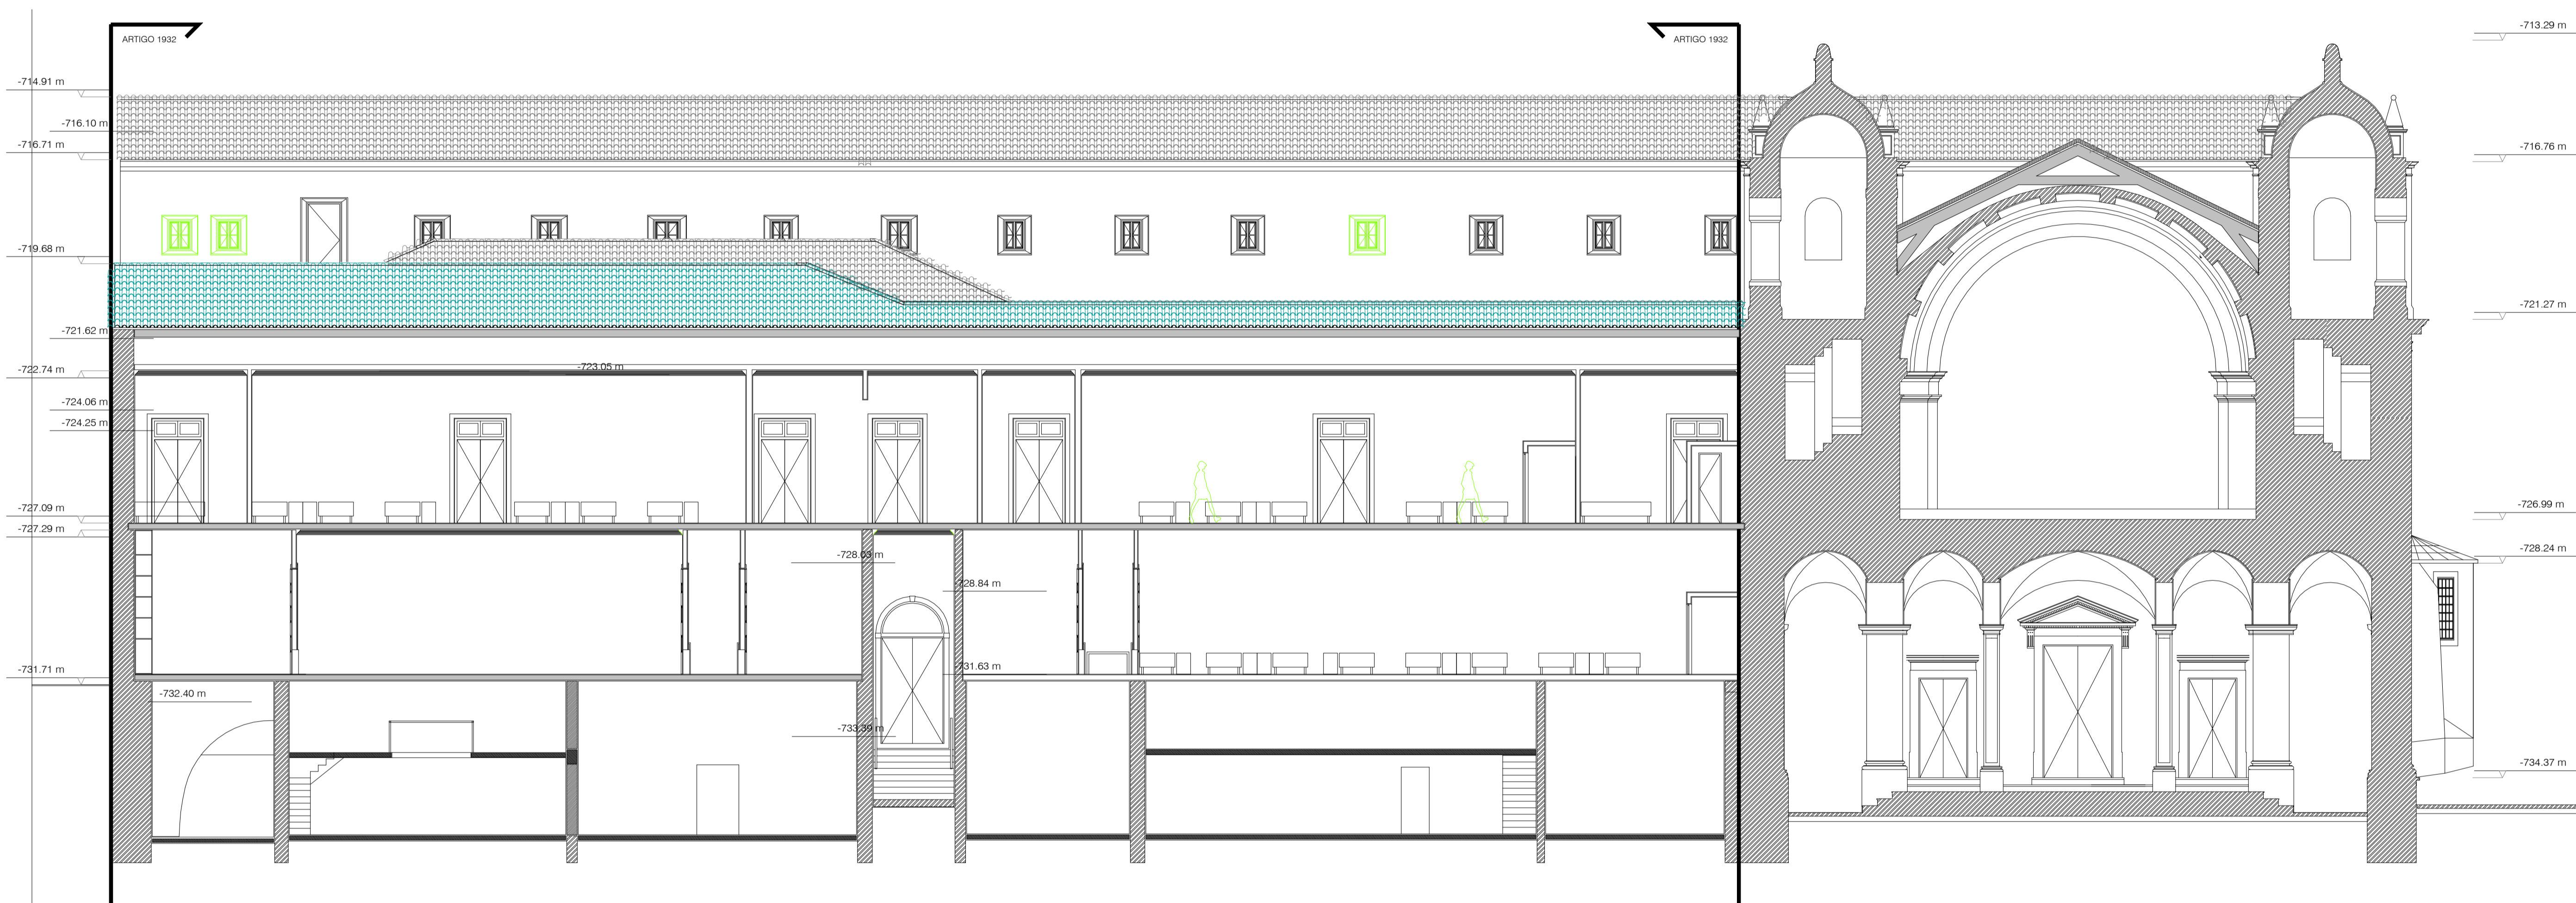 ARTIGO 1932
ARTIGO 1932
-713.29 m
-714.91 m
-716.10 m
-716.71 m
-716.76 m
-719.68 m
-721.27 m
-721.62 m
-722.74 m
-723.05 m
-724.06 m
-724.25 m
-727.09 m
-726.99 m
-727.29 m
-728.03 m
-728.24 m
-728.84 m
-731.71 m
-731.63 m
-732.40 m
-733.39 m
-734.37 m